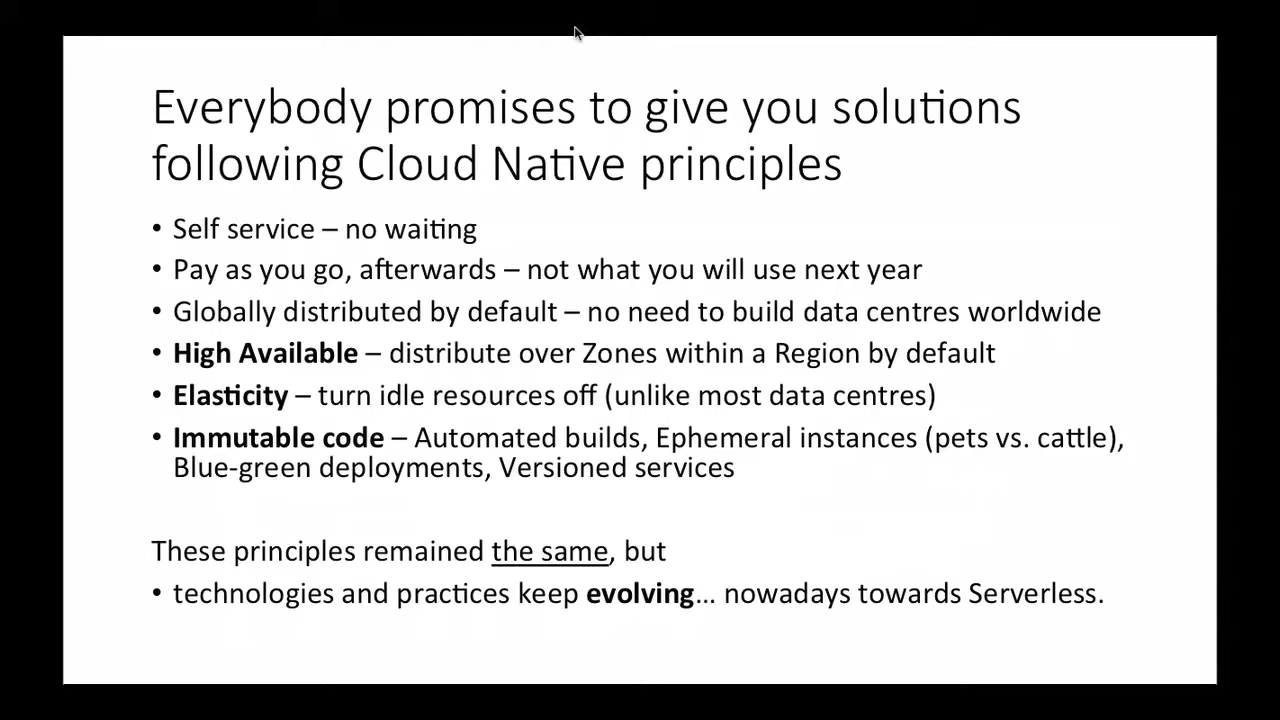 Everybody promises to give you solutions
following Cloud Native principles
• Self service – no waiting
• Pay as you go, afterwards – not what you will use next year
• Globally distributed by default – no need to build data centres worldwide
• High Available – distribute over Zones within a Region by default
• Elasticity – turn idle resources off (unlike most data centres)
• Immutable code – Automated builds, Ephemeral instances (pets vs. cattle),
Blue-green deployments, Versioned services
These principles remained the same, but
• technologies and practices keep evolving... nowadays towards Serverless.